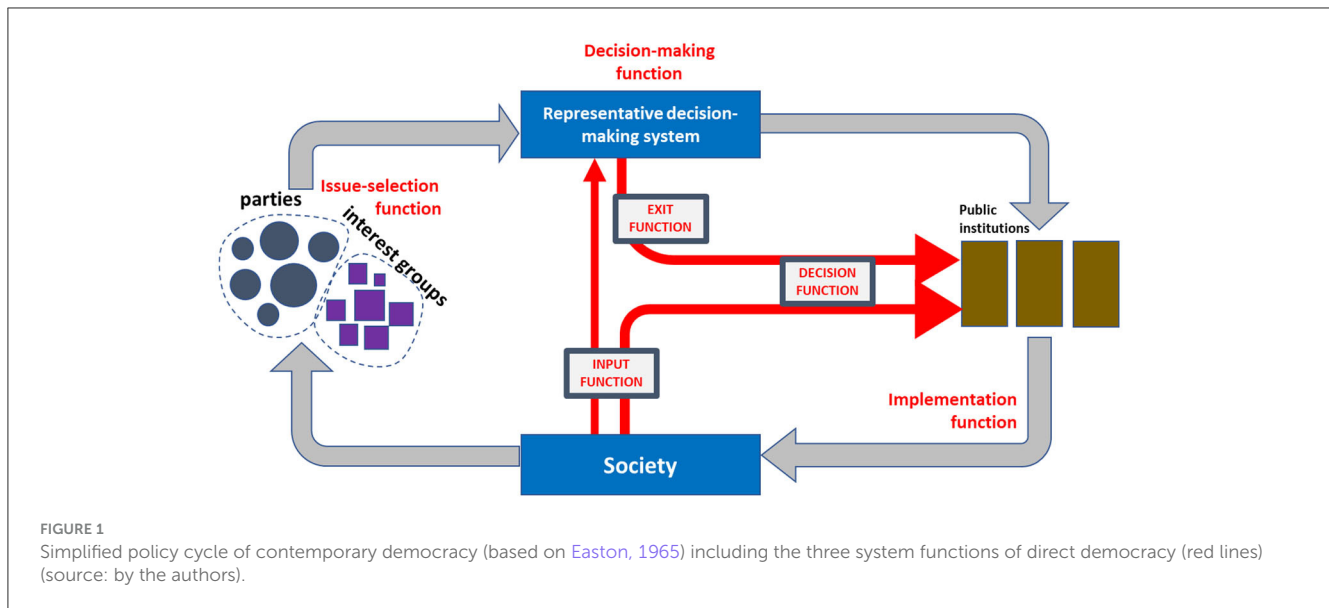 Decision-making
function
Representative decision-
making system
Issue-selection
function
parties
interest groups
EXIT
FUNCTION
Public
institutions
DECISION
FUNCTION
INPUT
FUNCTION
Implementation
function
Society
FIGURE 1
Simplified policy cycle of contemporary democracy (based on Easton, 1965) including the three system functions of direct democracy (red lines)
(source: by the authors).